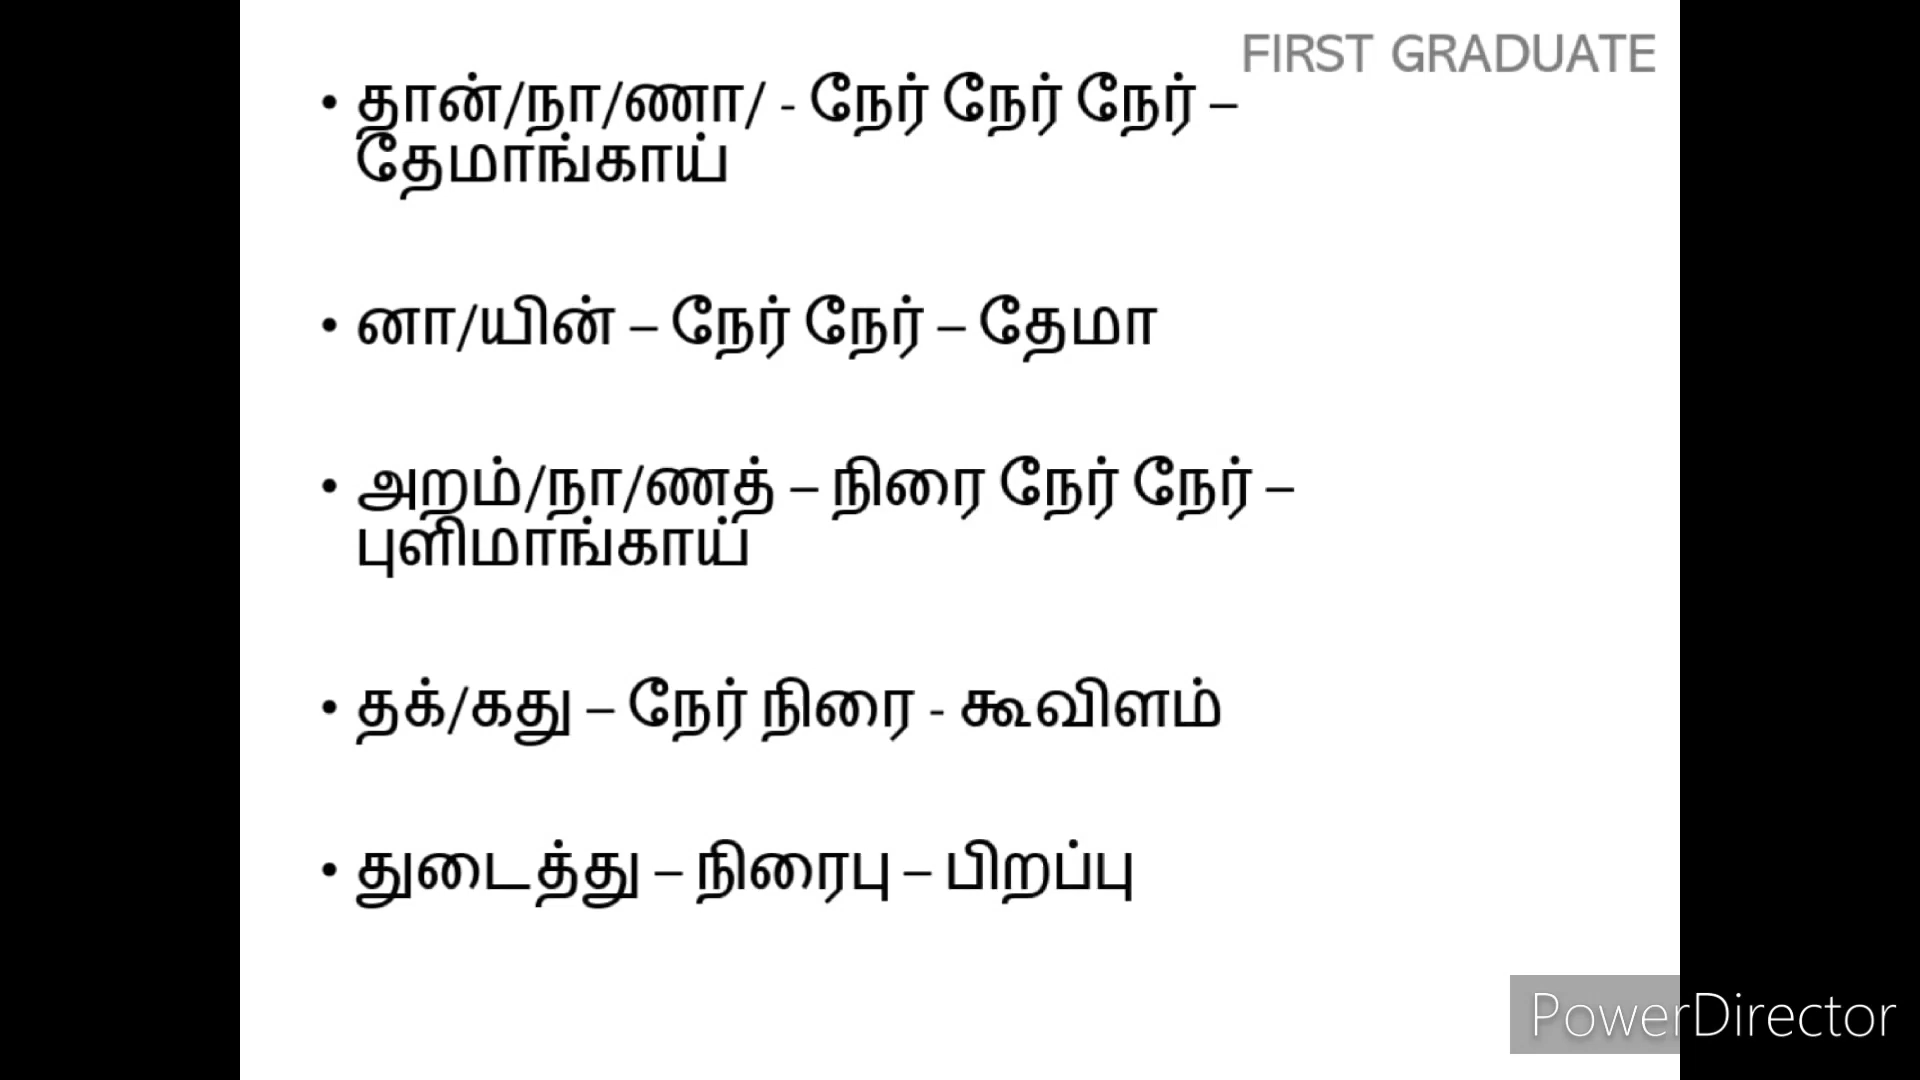 FIRST GRADUATE
• தான்/நா/ணா/ - நேர் நேர் நேர் –
தேமாங்காய்
• னா/யின் – நேர் நேர் – தேமா
• அறம்/நா/ணத் – நிரை நேர் நேர் –
புளிமாங்காய்
• தக்/கது – நேர் நிரை - கூவிளம்
• துடைத்து – நிரைபு – பிறப்பு
PowerDirector